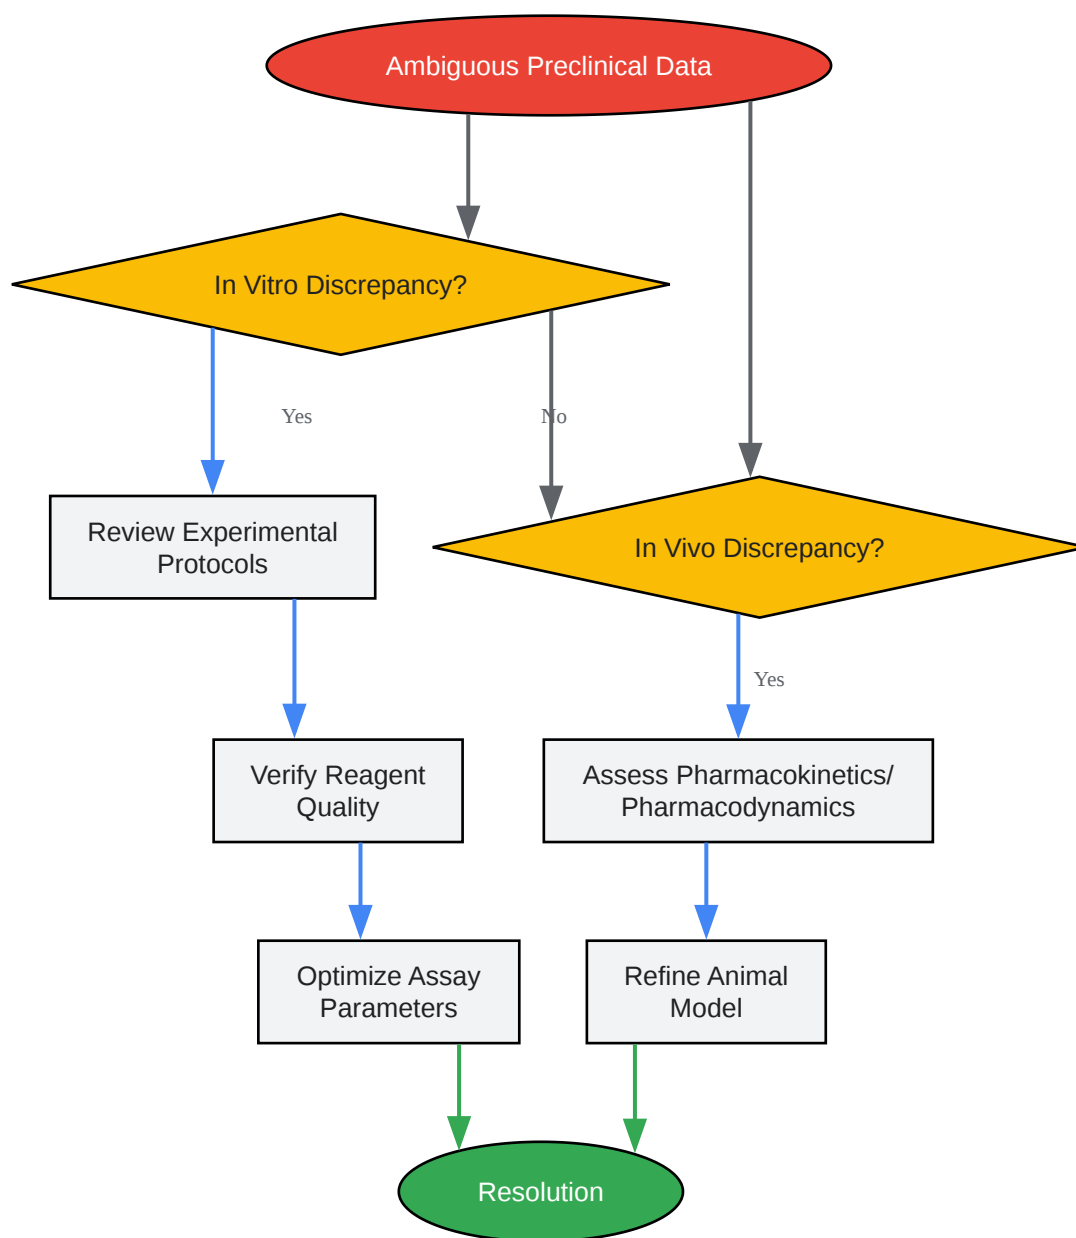 Ambiguous Preclinical Data
In Vitro Discrepancy?
Yes
No
Review Experimental
Protocols
In Vivo Discrepancy?
Yes
Verify Reagent
Quality
Assess Pharmacokinetics/
Pharmacodynamics
Optimize Assay
Parameters
Refine Animal
Model
Resolution